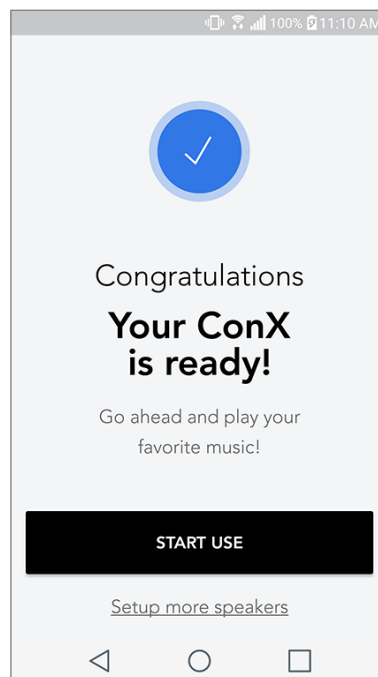 100% 11:10 AM
Congratulations
Your ConX
is ready!
Go ahead and play your
favorite music!
START USE
Setup more speakers